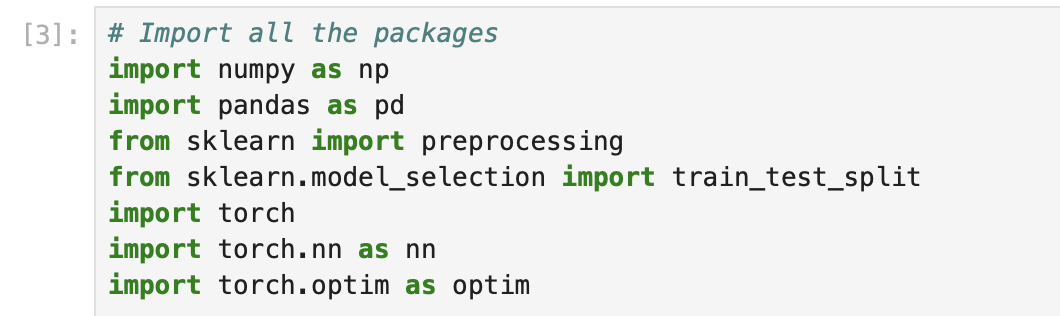 [3]:
# Import all the packages
import numpy as np
import pandas as pd
from sklearn import preprocessing
from sklearn.model_selection import train_test_split
import torch
import torch.nn as nn
import torch.optim as optim